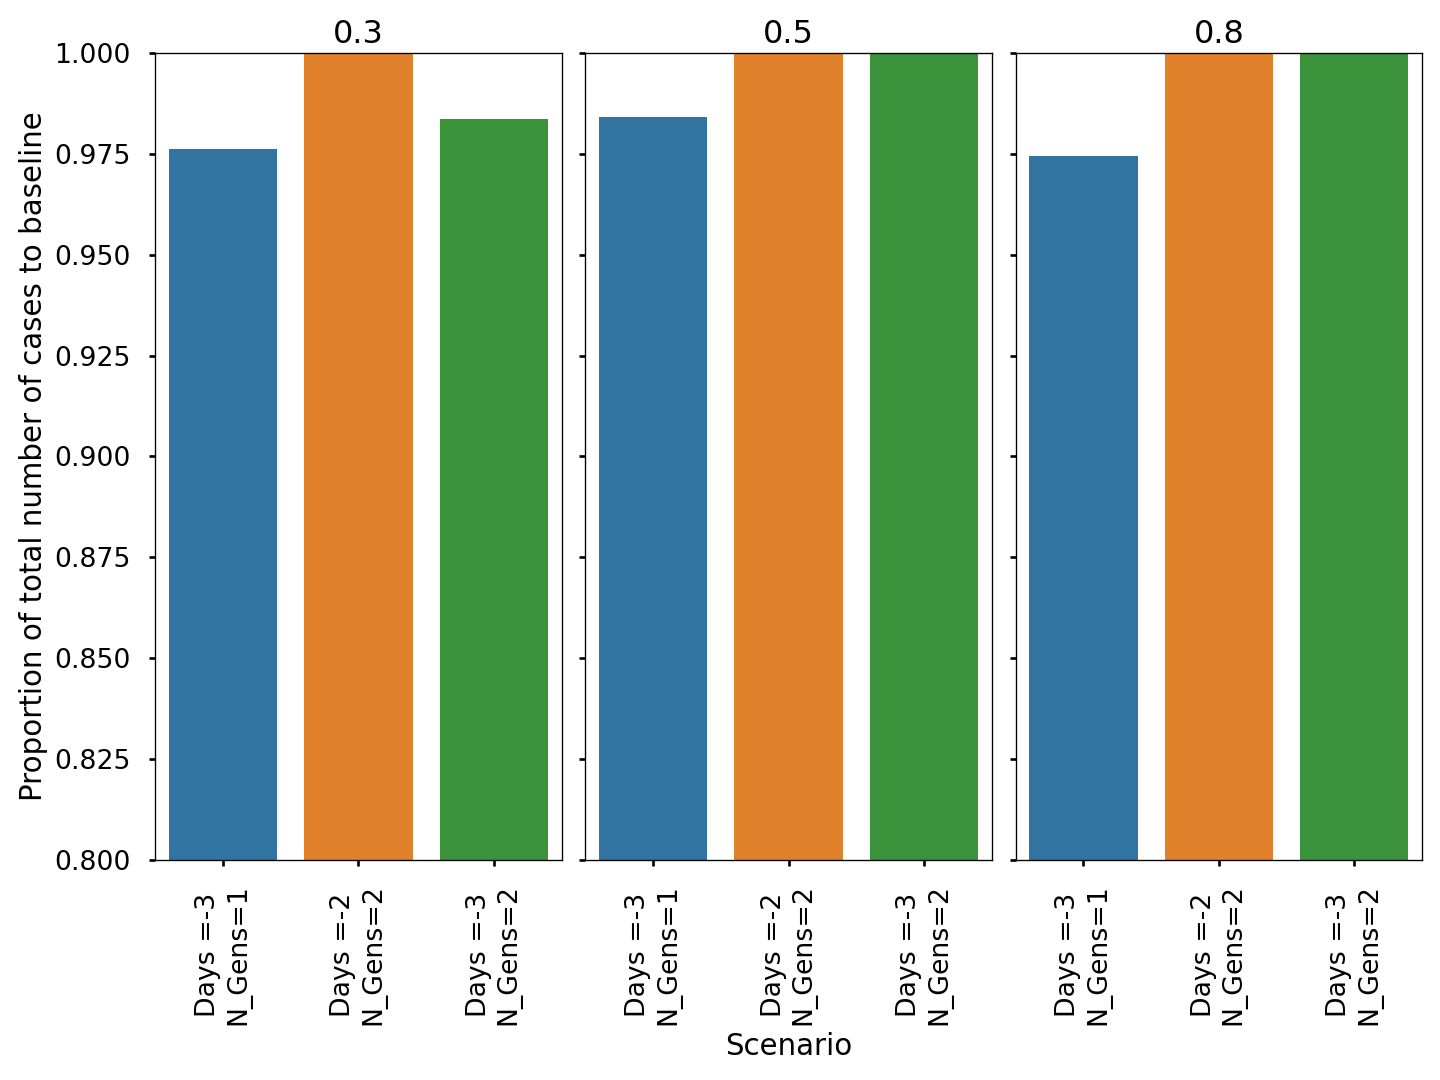 0.3
0.5
0.8
Proportion of total number of cases to baseline
1.000
0.975
0.950
0.925
0.900
0.875
0.850
0.825
0.800
Days =-3
N_Gens=1
Days =-2
N_Gens=2
Days =-3
N_Gens=2
Days =-3
N_Gens=1
Days =-2
N_Gens=2
Days =-3
N_Gens=2
Days =-3
N_Gens=1
Days =-2
N_Gens=2
Days =-3
N_Gens=2
Scenario